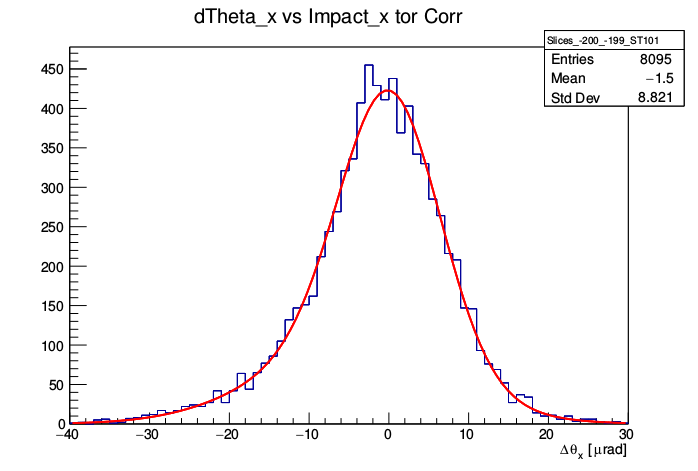 dTheta_x vs Impact_x tor Corr
Slices_-200_-199_ST101
Entries 8095
Mean −1.5
Std Dev 8.821
450
400
350
300
250
200
150
100
50
0
−40 −30 −20 −10 0 10 20 30
Δθx [μrad]